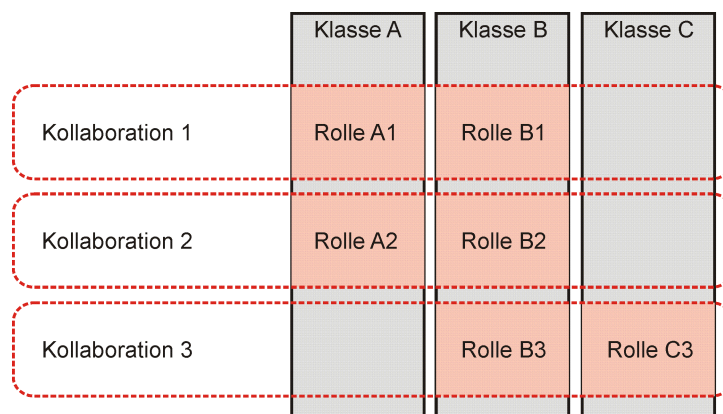 Klasse A Klasse B Klasse C
Kollaboration 1 Rolle A1 Rolle B1
Kollaboration 2 Rolle A2 Rolle B2
Kollaboration 3 Rolle B3 Rolle C3